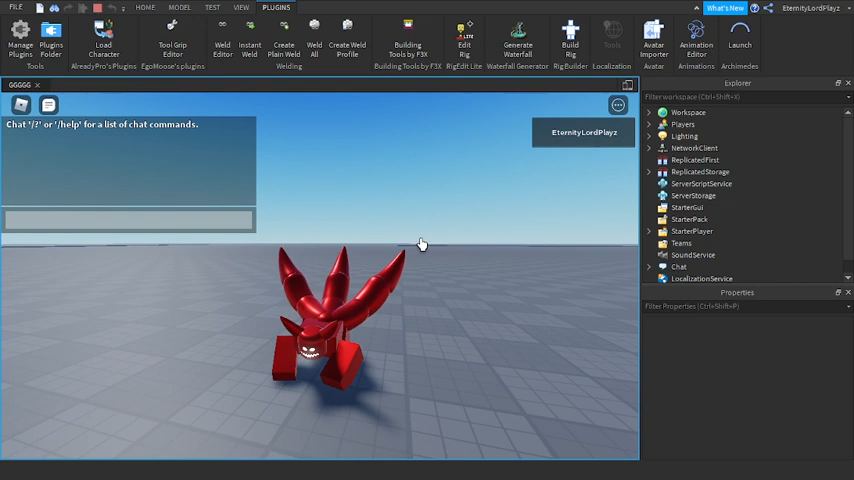 FILE HOME MODEL TEST VIEW PLUGINS What's New EternityLordPlayz
Manage Plugins
Plugins Folder
Tools
Load Character
AlreadyPro's Plugins
Tool Grip Editor
EgoMoose's plugins
Weld Editor
Instant Weld
Create Plain Weld
Weld All
Create Weld Profile
Welding
Building Tools by F3X
Building Tools by F3X
Edit Rig
RigEdit Lite
Generate Waterfall
Waterfall Generator
Build Rig
Rig Builder
Tools
Localization
Avatar Importer
Avatar
Animation Editor
Animations
Launch
Archimedes
GGGGG
Chat '/?' or '/help' for a list of chat commands.
EternityLordPlayz
Explorer
Filter workspace (Ctrl+Shift+X)
Workspace
Players
Lighting
NetworkClient
ReplicatedFirst
ReplicatedStorage
ServerScriptService
ServerStorage
StarterGui
StarterPack
StarterPlayer
Teams
SoundService
Chat
LocalizationService
Properties
Filter Properties (Ctrl+Shift+P)